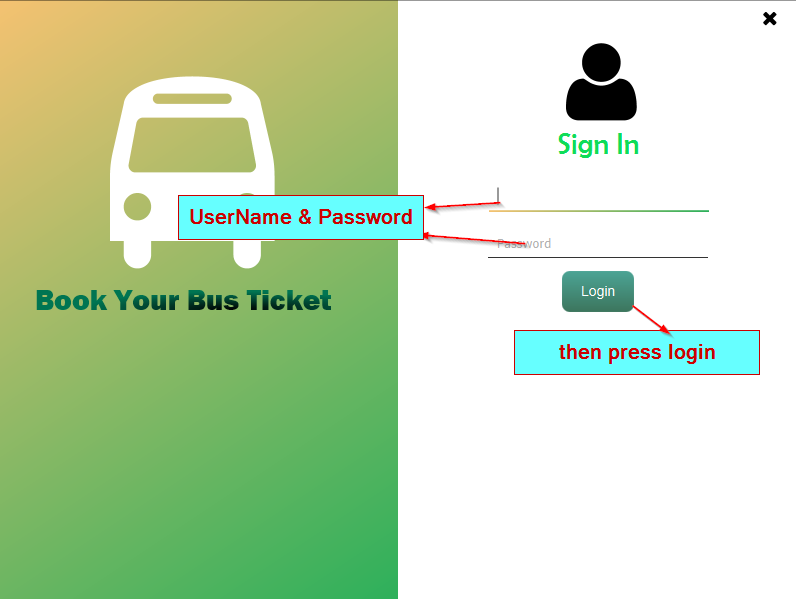 Sign In
UserName & Password
Password
Login
Book Your Bus Ticket
then press login